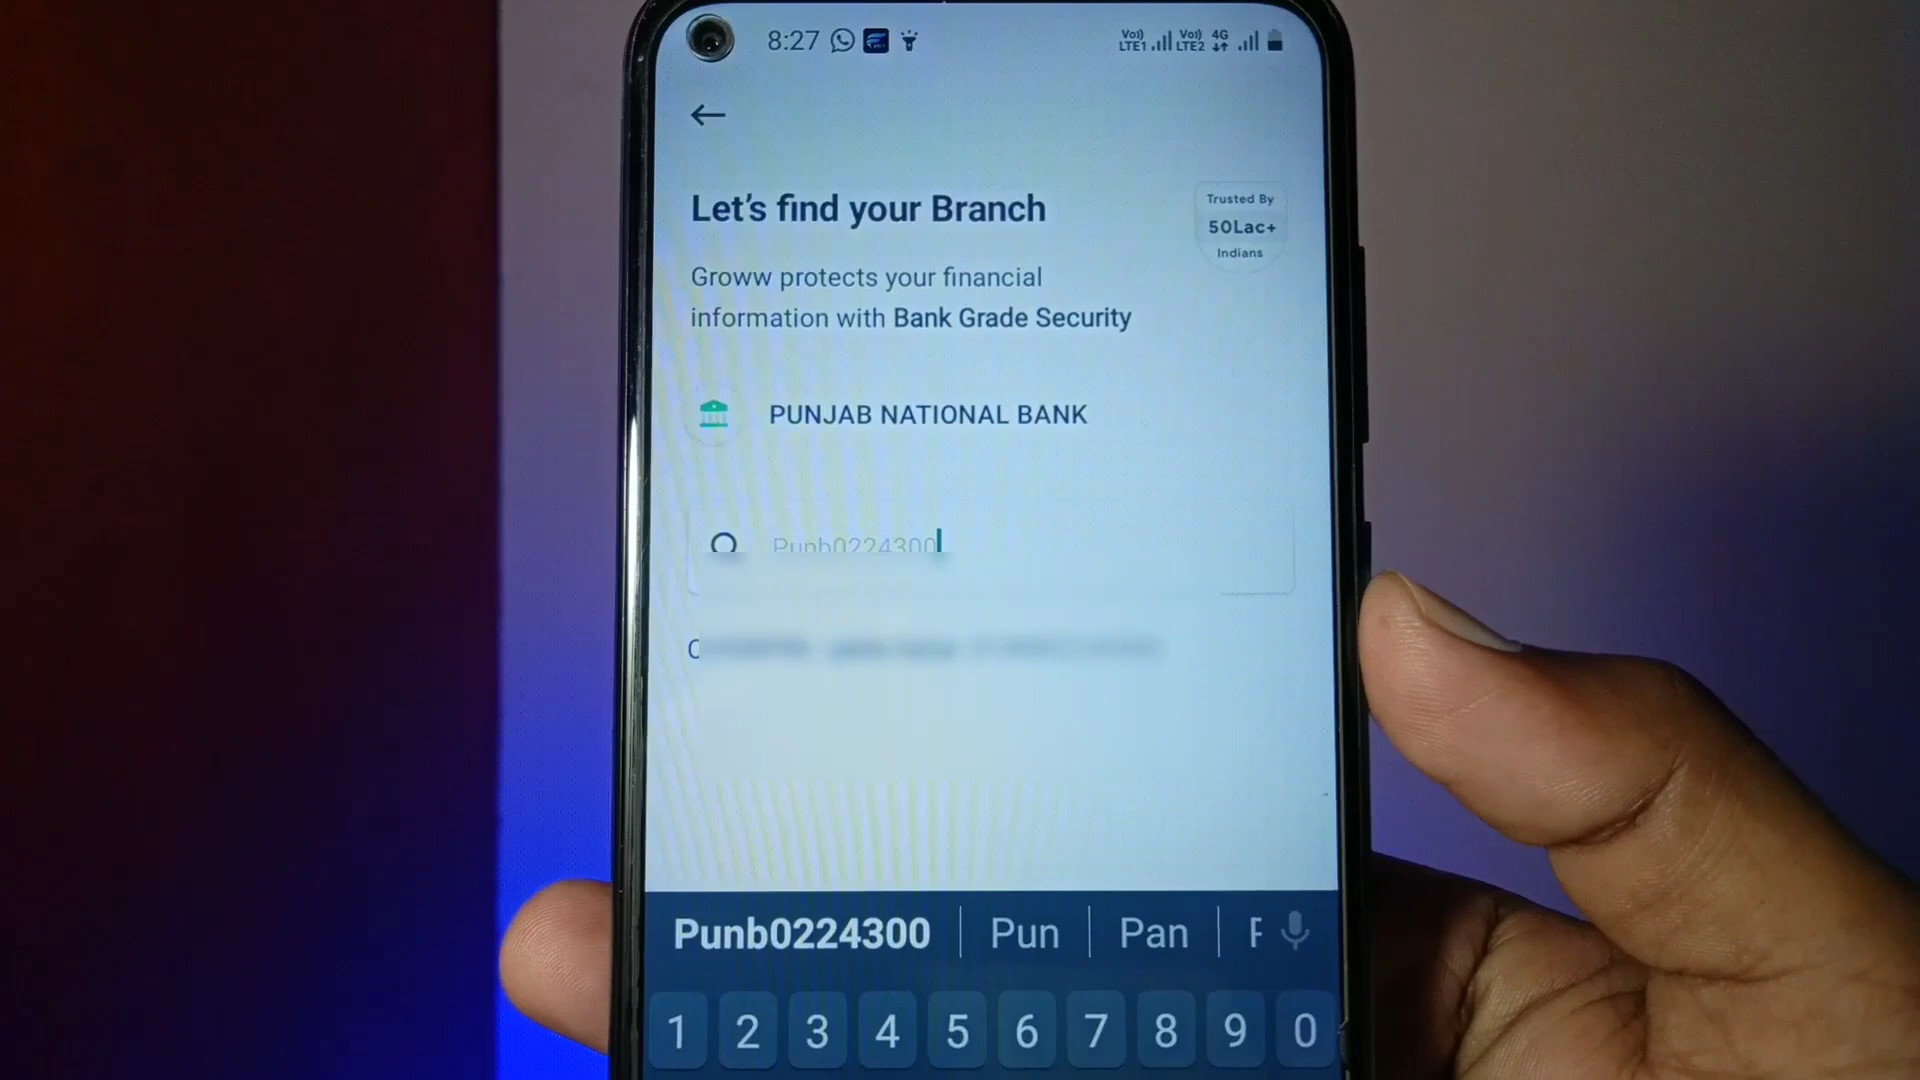 8:27 Vo) LTE1 Vo) LTE2 4G
Let's find your Branch
Trusted By
50Lac+
Indians
Groww protects your financial
information with Bank Grade Security
PUNJAB NATIONAL BANK
Punb0224300
Punb0224300 Pun Pan
1 2 3 4 5 6 7 8 9 0